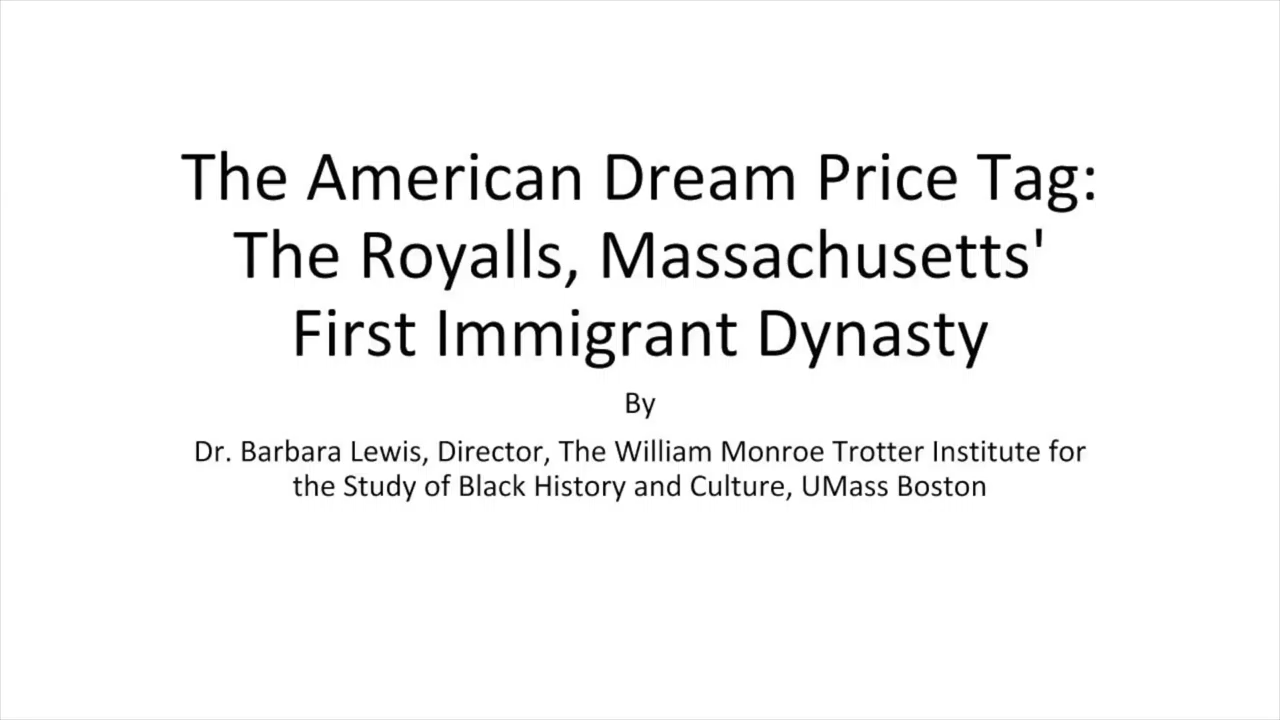 The American Dream Price Tag:
The Royalls, Massachusetts'
First Immigrant Dynasty
By
Dr. Barbara Lewis, Director, The William Monroe Trotter Institute for
the Study of Black History and Culture, UMass Boston